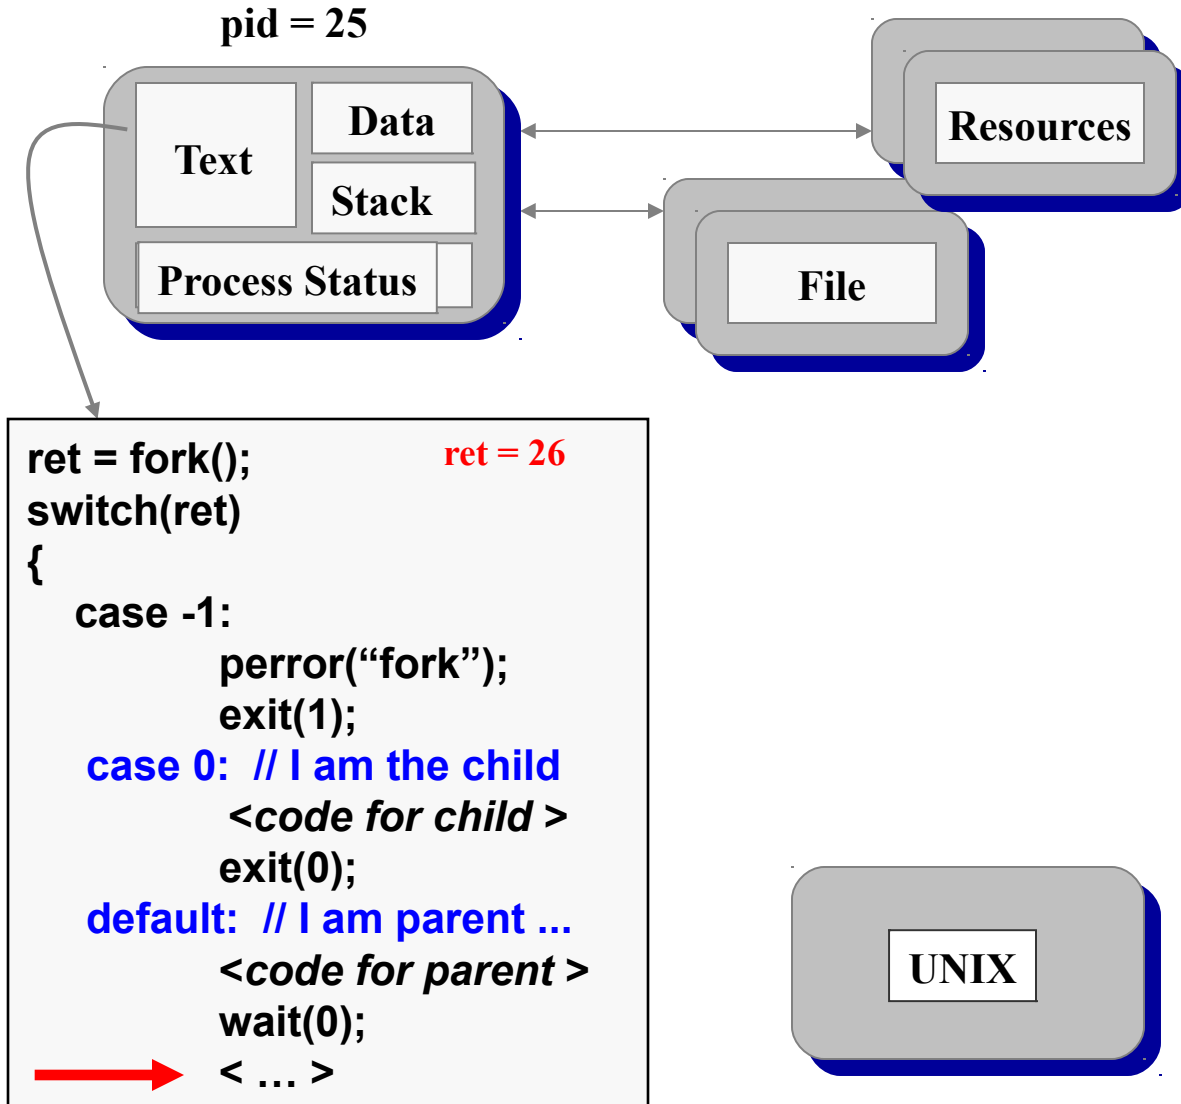 pid = 25
Text
Data
Stack
Process Status
Resources
File
ret = fork();
ret = 26
switch(ret)
{
case -1:
perror(“fork”);
exit(1);
case 0:  // I am the child
<code for child >
exit(0);
default:  // I am parent ...
<code for parent >
wait(0);
< ... >
UNIX